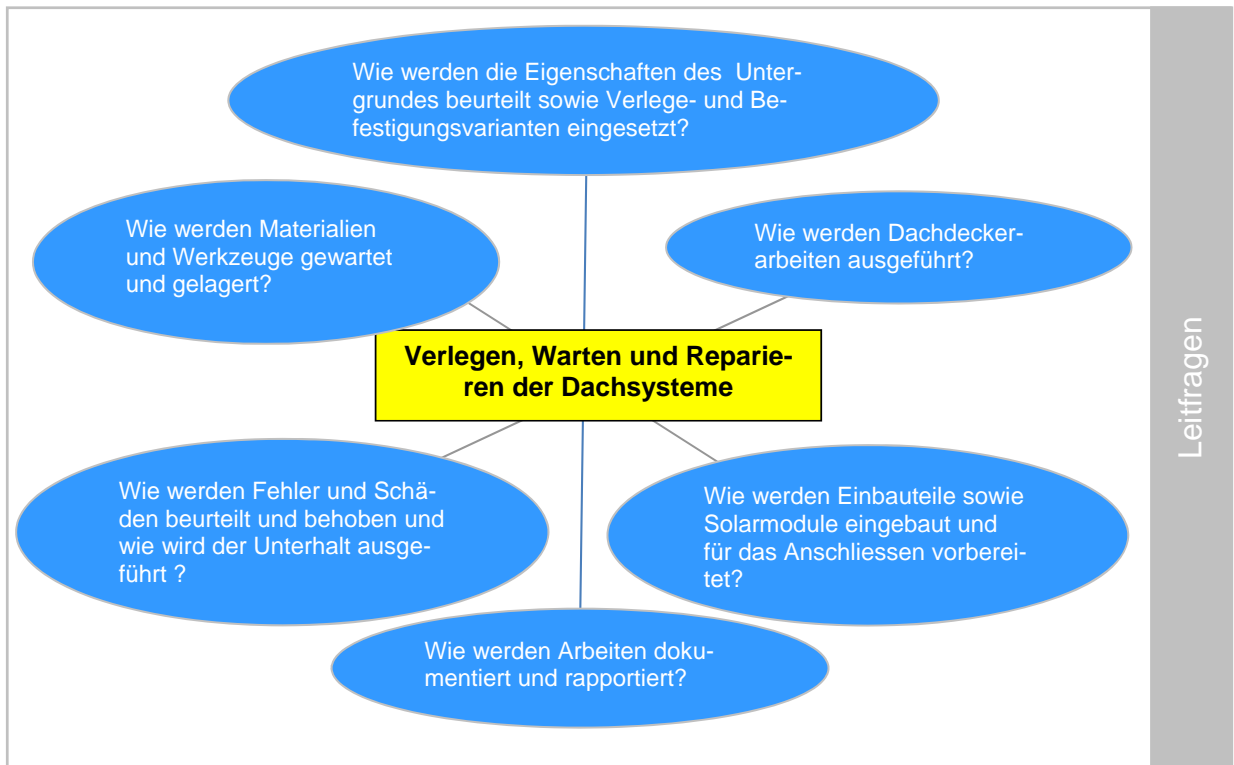 Wie werden die Eigenschaften des Unter-
grundes beurteilt sowie Verlege- und Be-
festigungsvarianten eingesetzt?
Wie werden Materialien
und Werkzeuge gewartet
und gelagert?
Wie werden Dachdecker-
arbeiten ausgeführt?
Verlegen, Warten und Reparie-
ren der Dachsysteme
Wie werden Fehler und Schä-
den beurteilt und behoben und
wie wird der Unterhalt ausge-
führt ?
Wie werden Einbauteile sowie
Solarmodule eingebaut und
für das Anschliessen vorberei-
tet?
Wie werden Arbeiten doku-
mentiert und rapportiert?
Leitfragen